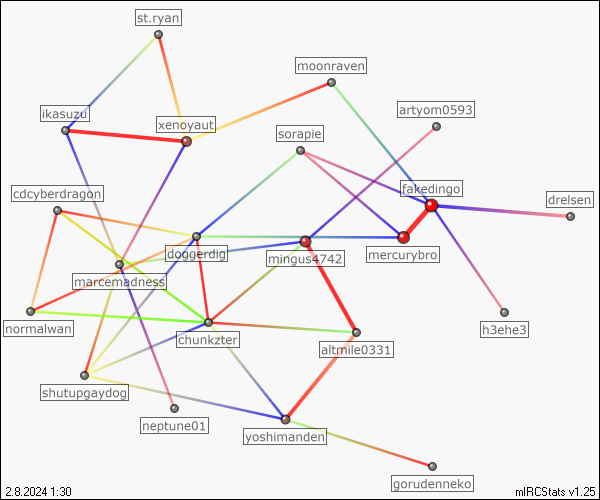 st.ryan
moonraven
artyom0593
ikasuzu
xenoyaut
sorapie
fakedingo
cdcyberdragon
drelsen
doggerdig
mingus4742
mercurybro
marcemadness
normalwan
h3ehe3
chunkzter
altmile0331
shutupgaydog
neptune01
yoshimanden
gorudenneko
2.8.2024 1:30
mIRCStats v1.25